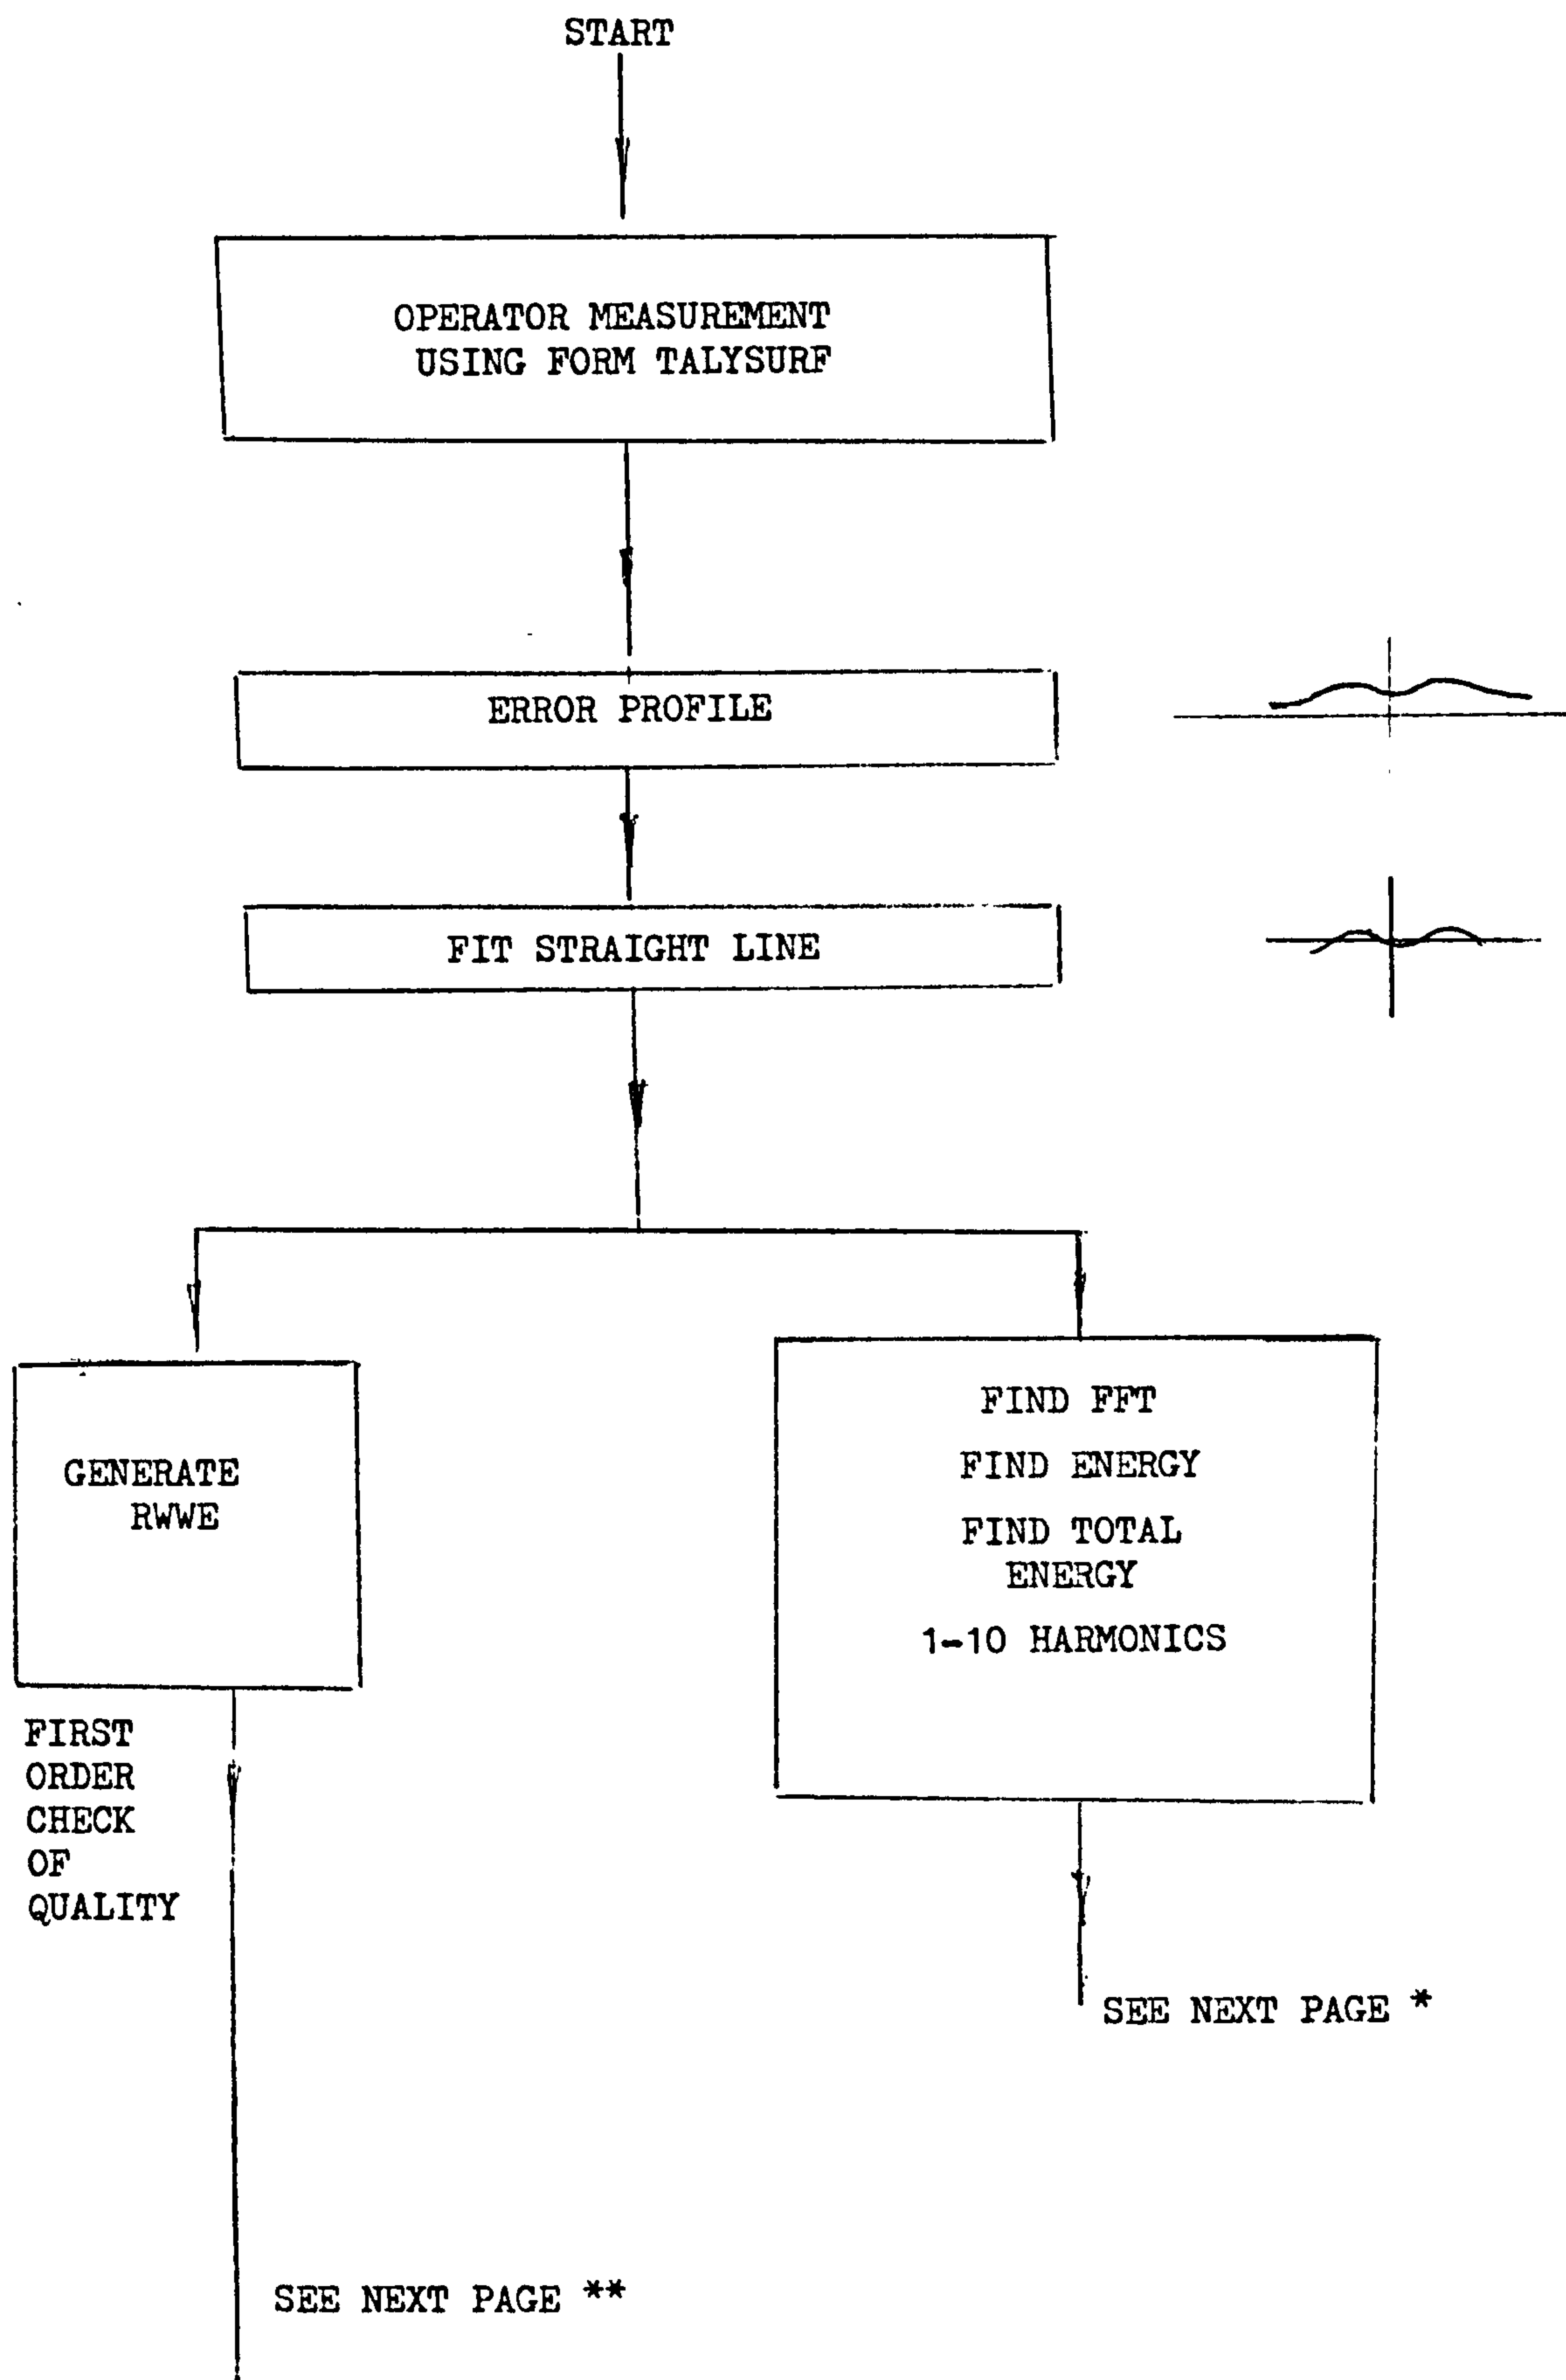 START
OPERATOR MEASUREMENT
USING FORM TALYSURF
ERROR PROFILE
FIT STRAIGHT LINE
GENERATE
RWWE
FIND FFT
FIND ENERGY
FIND TOTAL
ENERGY
1-10 HARMONICS
FIRST
ORDER
CHECK
OF
QUALITY
SEE NEXT PAGE *
SEE NEXT PAGE **